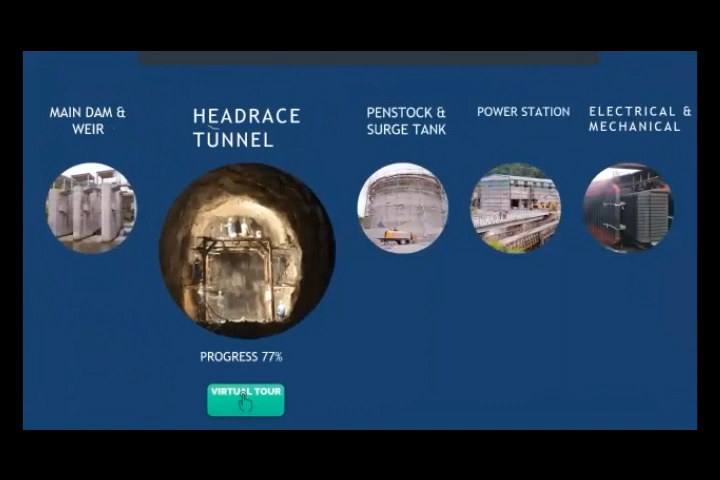 MAIN DAM &
WEIR
HEADRACE
TUNNEL
PENSTOCK &
SURGE TANK
POWER STATION
ELECTRICAL &
MECHANICAL
PROGRESS 77%
VIRTUAL TOUR